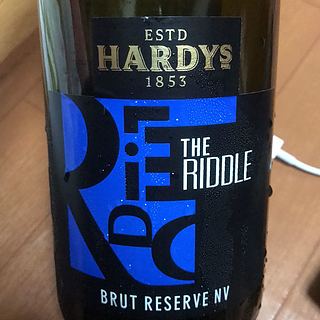 ESTD
HARDYS
1853
THE
RIDDLE
BRUT RESERVE NV